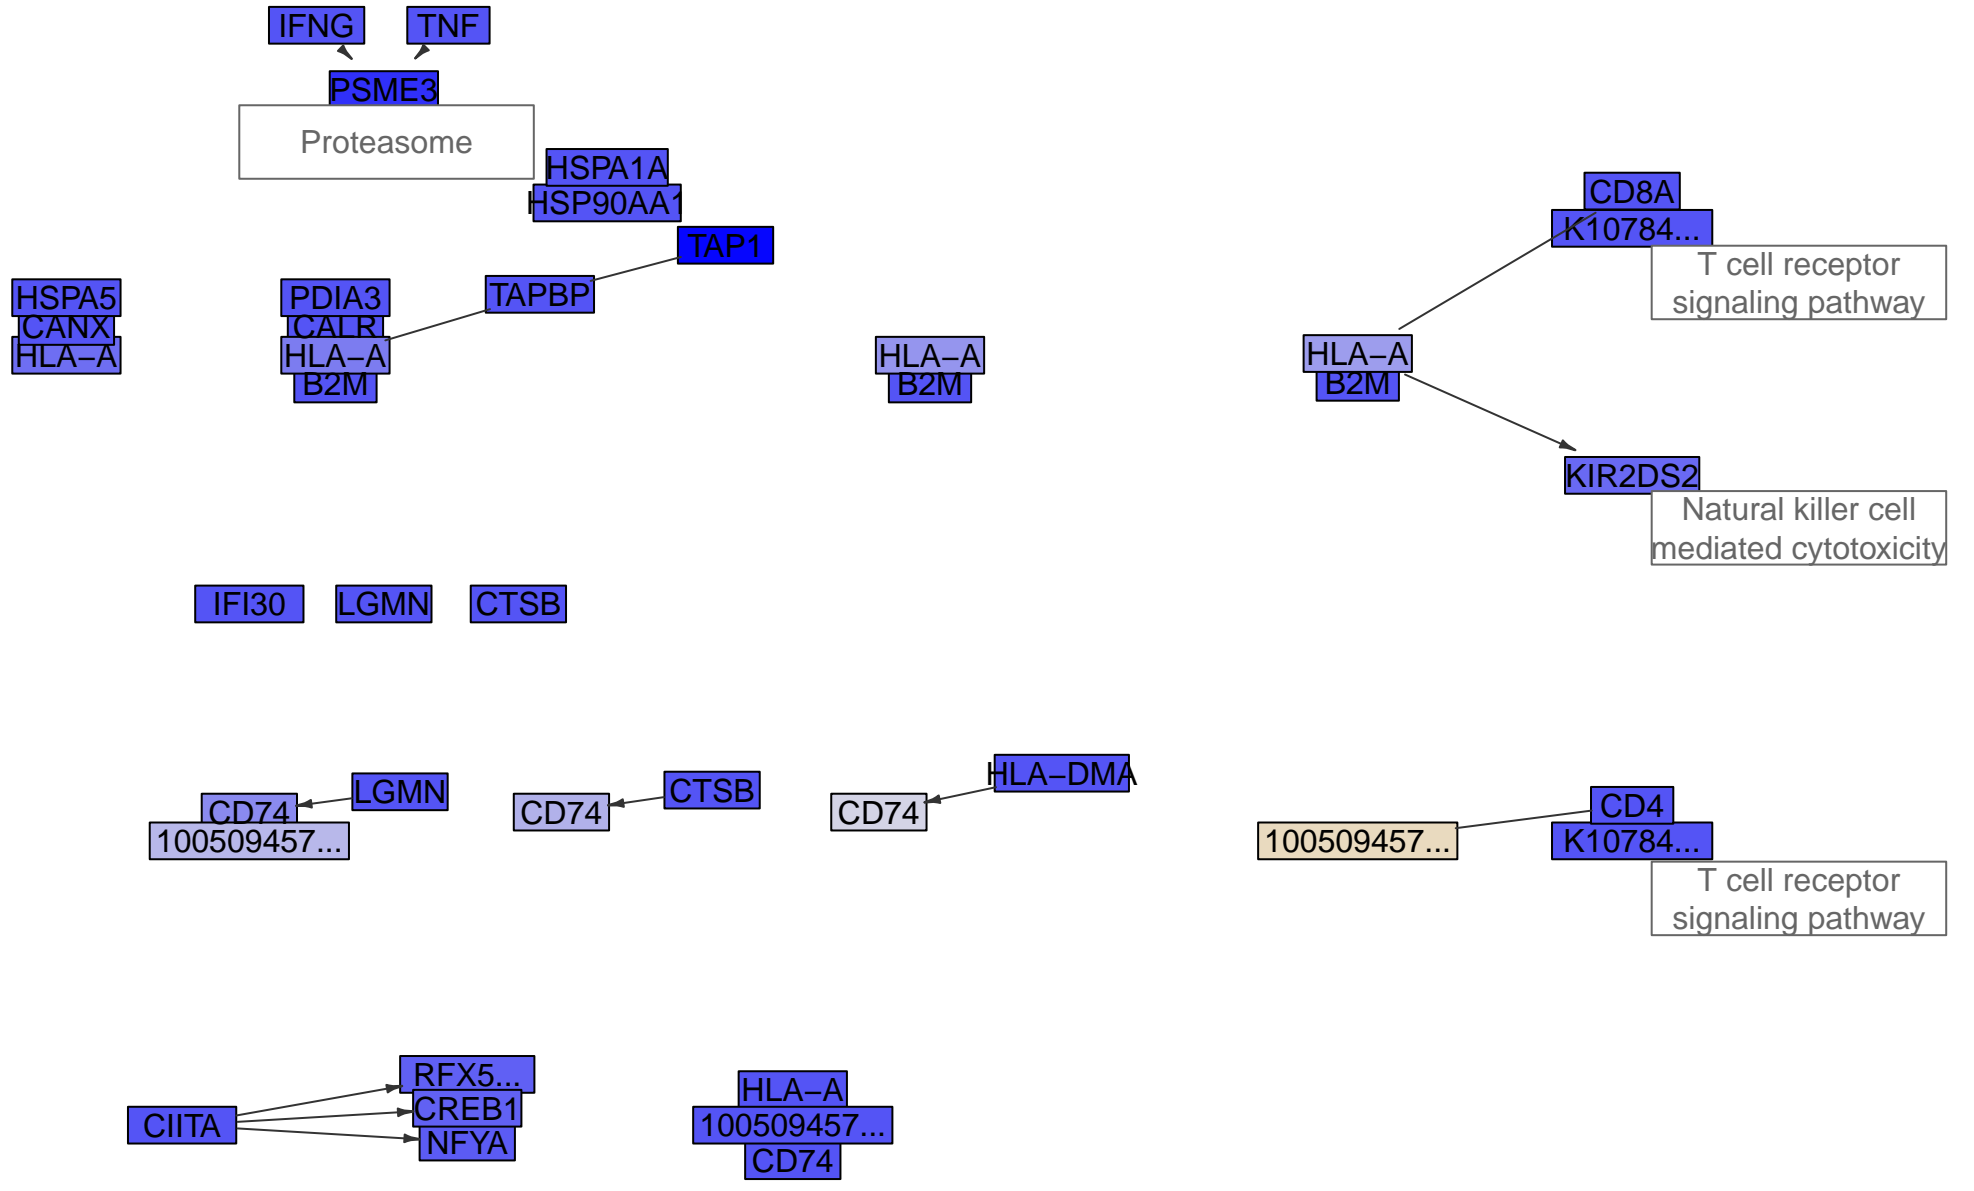 IFNG
TNF
PSME3
Proteasome
HSPA1A
HSP90AA1
TAP1
CD8A
K10784...
T cell receptor
signaling pathway
HSPA5
CANX
HLA−A
PDIA3
CALR
HLA−A
B2M
TAPBP
HLA−A
B2M
HLA−A
B2M
KIR2DS2
Natural killer cell
mediated cytotoxicity
IFI30
LGMN
CTSB
CD74
100509457...
LGMN
CD74
CTSB
CD74
HLA−DMA
100509457...
CD4
K10784...
T cell receptor
signaling pathway
CIITA
RFX5...
CREB1
NFYA
HLA−A
100509457...
CD74